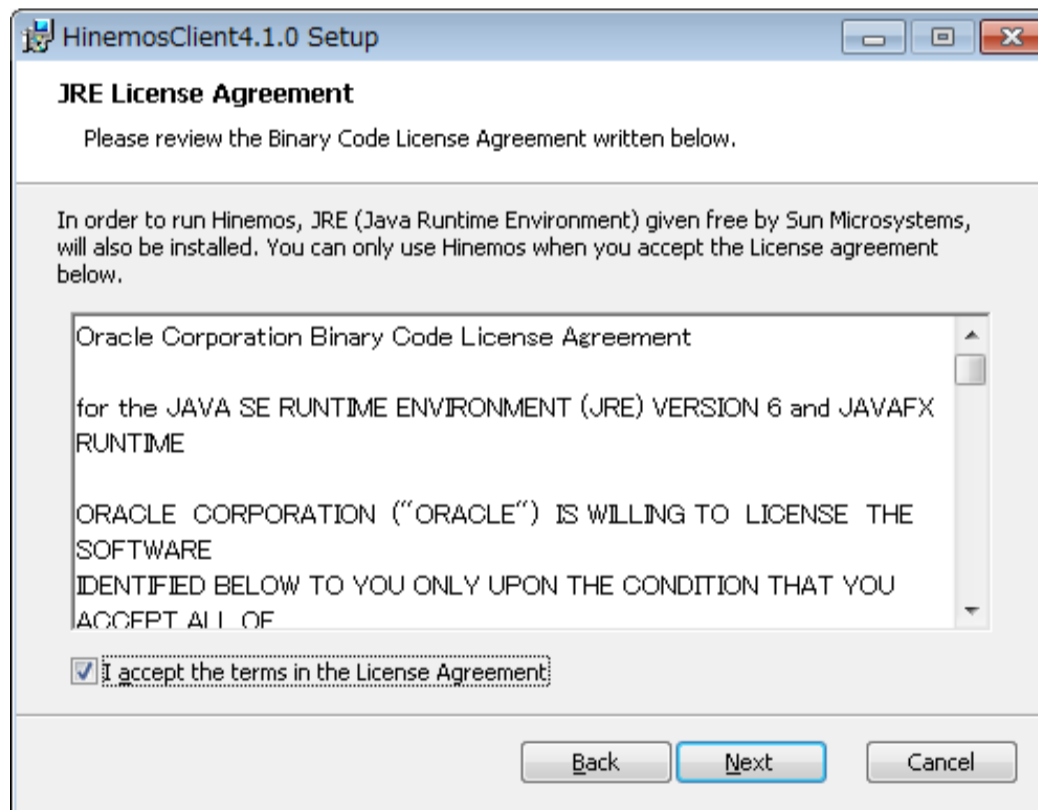 HinemosClient4.1.0 Setup
JRE License Agreement
Please review the Binary Code License Agreement written below.
In order to run Hinemos, JRE (Java Runtime Environment) given free by Sun Microsystems,
will also be installed. You can only use Hinemos when you accept the License agreement
below.
Oracle Corporation Binary Code License Agreement
for the JAVA SE RUNTIME ENVIRONMENT (JRE) VERSION 6 and JAVAFX
RUNTIME
ORACLE CORPORATION ("ORACLE") IS WILLING TO LICENSE THE
SOFTWARE
IDENTIFIED BELOW TO YOU ONLY UPON THE CONDITION THAT YOU
ACCEPT ALL OF
I accept the terms in the License Agreement
Back Next Cancel